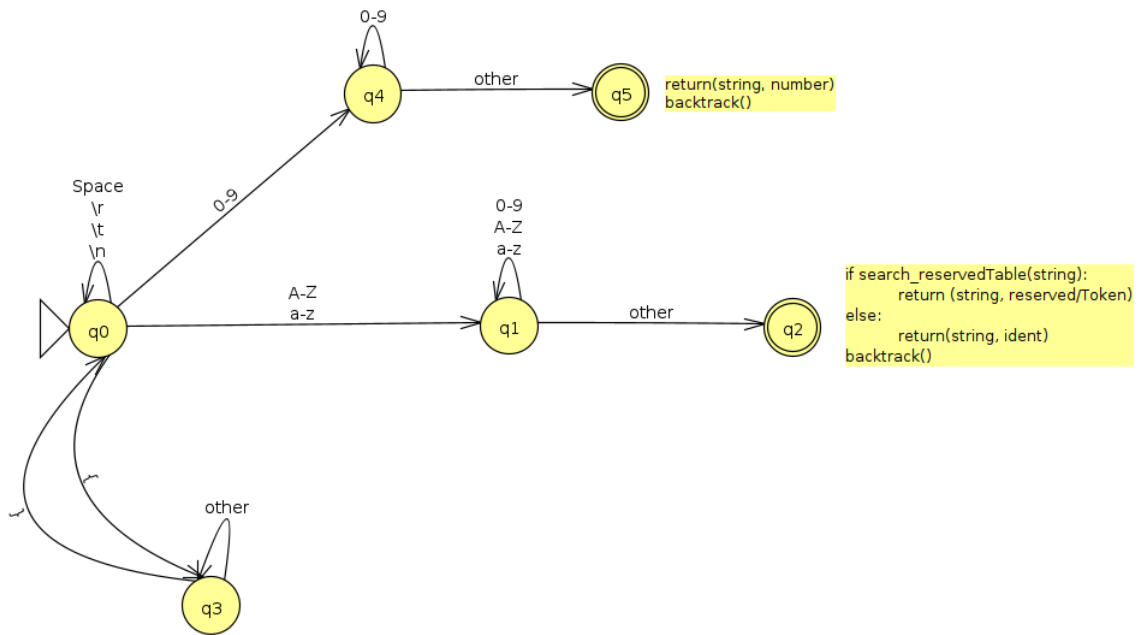 0-9
q4
other
q5
return(string, number)
backtrack()
0-9
Space
\r
\t
\n
q0
A-Z
a-z
0-9
A-Z
a-z
q1
other
q2
if search_reservedTable(string):
return (string, reserved/Token)
else:
return(string, ident)
backtrack()
{
}
other
q3